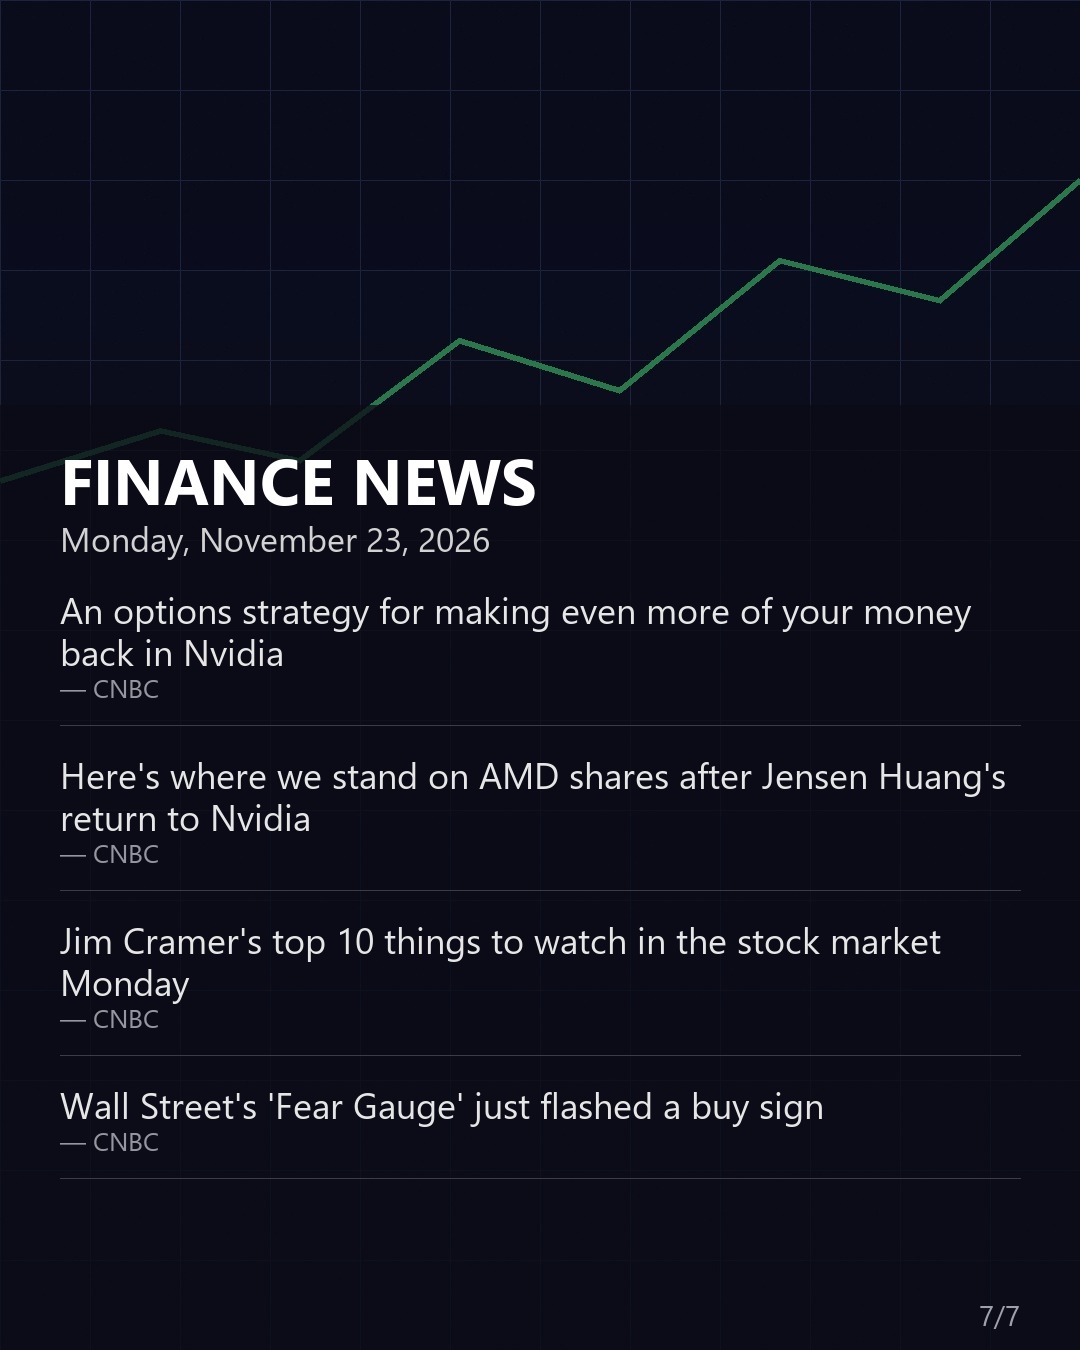 FINANCE NEWS
Monday, November 23, 2026
An options strategy for making even more of your money
back in Nvidia
— CNBC
Here's where we stand on AMD shares after Jensen Huang's
return to Nvidia
— CNBC
Jim Cramer's top 10 things to watch in the stock market
Monday
— CNBC
Wall Street's 'Fear Gauge' just flashed a buy sign
— CNBC
7/7